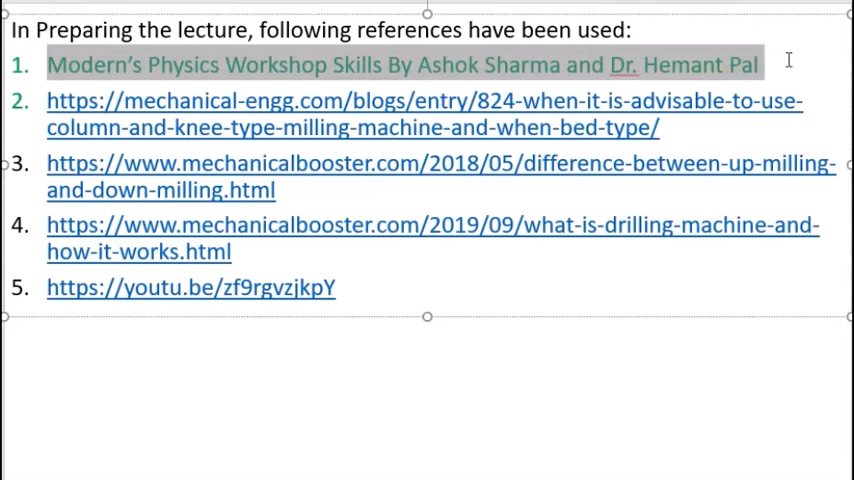 In Preparing the lecture, following references have been used:
1. Modern's Physics Workshop Skills By Ashok Sharma and Dr. Hemant Pal
2. https://mechanical-engg.com/blogs/entry/824-when-it-is-advisable-to-use-
column-and-knee-type-milling-machine-and-when-bed-type/
3. https://www.mechanicalbooster.com/2018/05/difference-between-up-milling-
and-down-milling.html
4. https://www.mechanicalbooster.com/2019/09/what-is-drilling-machine-and-
how-it-works.html
5. https://youtu.be/zf9rgvzjkpY